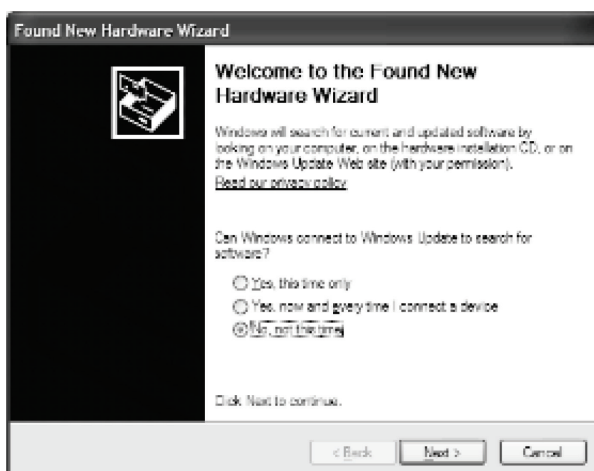 Found New Hardware Wizard
Welcome to the Found New
Hardware Wizard
Windows will search for current and updated software by
looking on your computer, on the hardware installation CD, or on
the Windows Update Web site (with your permission).
Read our privacy policy
Can Windows connect to Windows Update to search for
software?
Yes, this time only
Yes, now and every time I connect a device
No, not this time
Click Next to continue.
< Back
Next >
Cancel